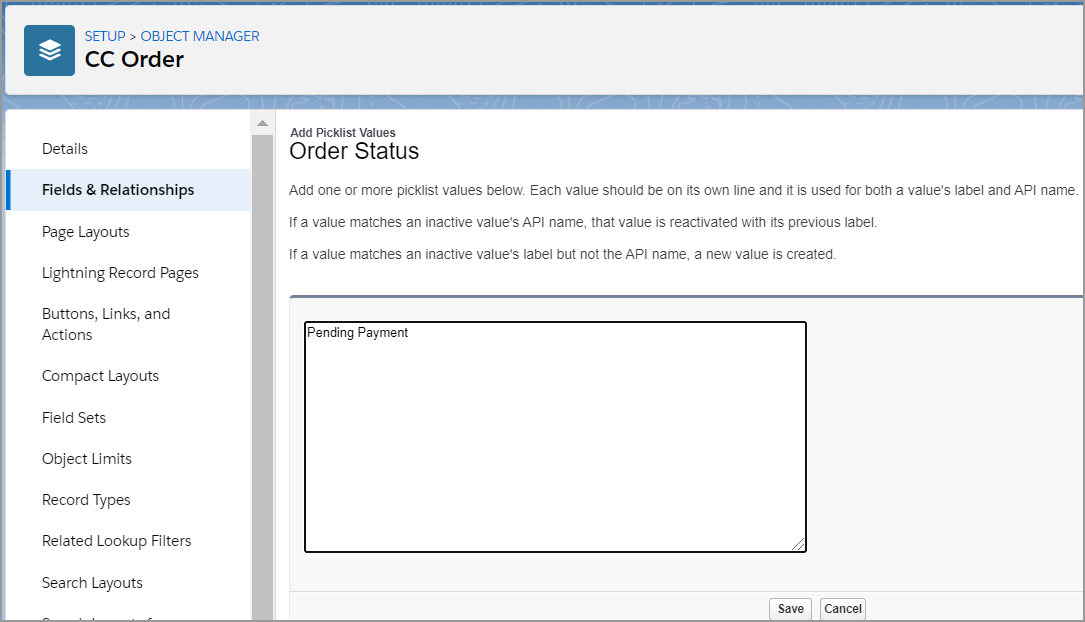 SETUP > OBJECT MANAGER
CC Order
Details
Fields & Relationships
Page Layouts
Lightning Record Pages
Buttons, Links, and
Actions
Compact Layouts
Field Sets
Object Limits
Record Types
Related Lookup Filters
Search Layouts
Add Picklist Values
Order Status
Add one or more picklist values below. Each value should be on its own line and it is used for both a value's label and API name.
If a value matches an inactive value's API name, that value is reactivated with its previous label.
If a value matches an inactive value's label but not the API name, a new value is created.
Pending Payment
Save Cancel